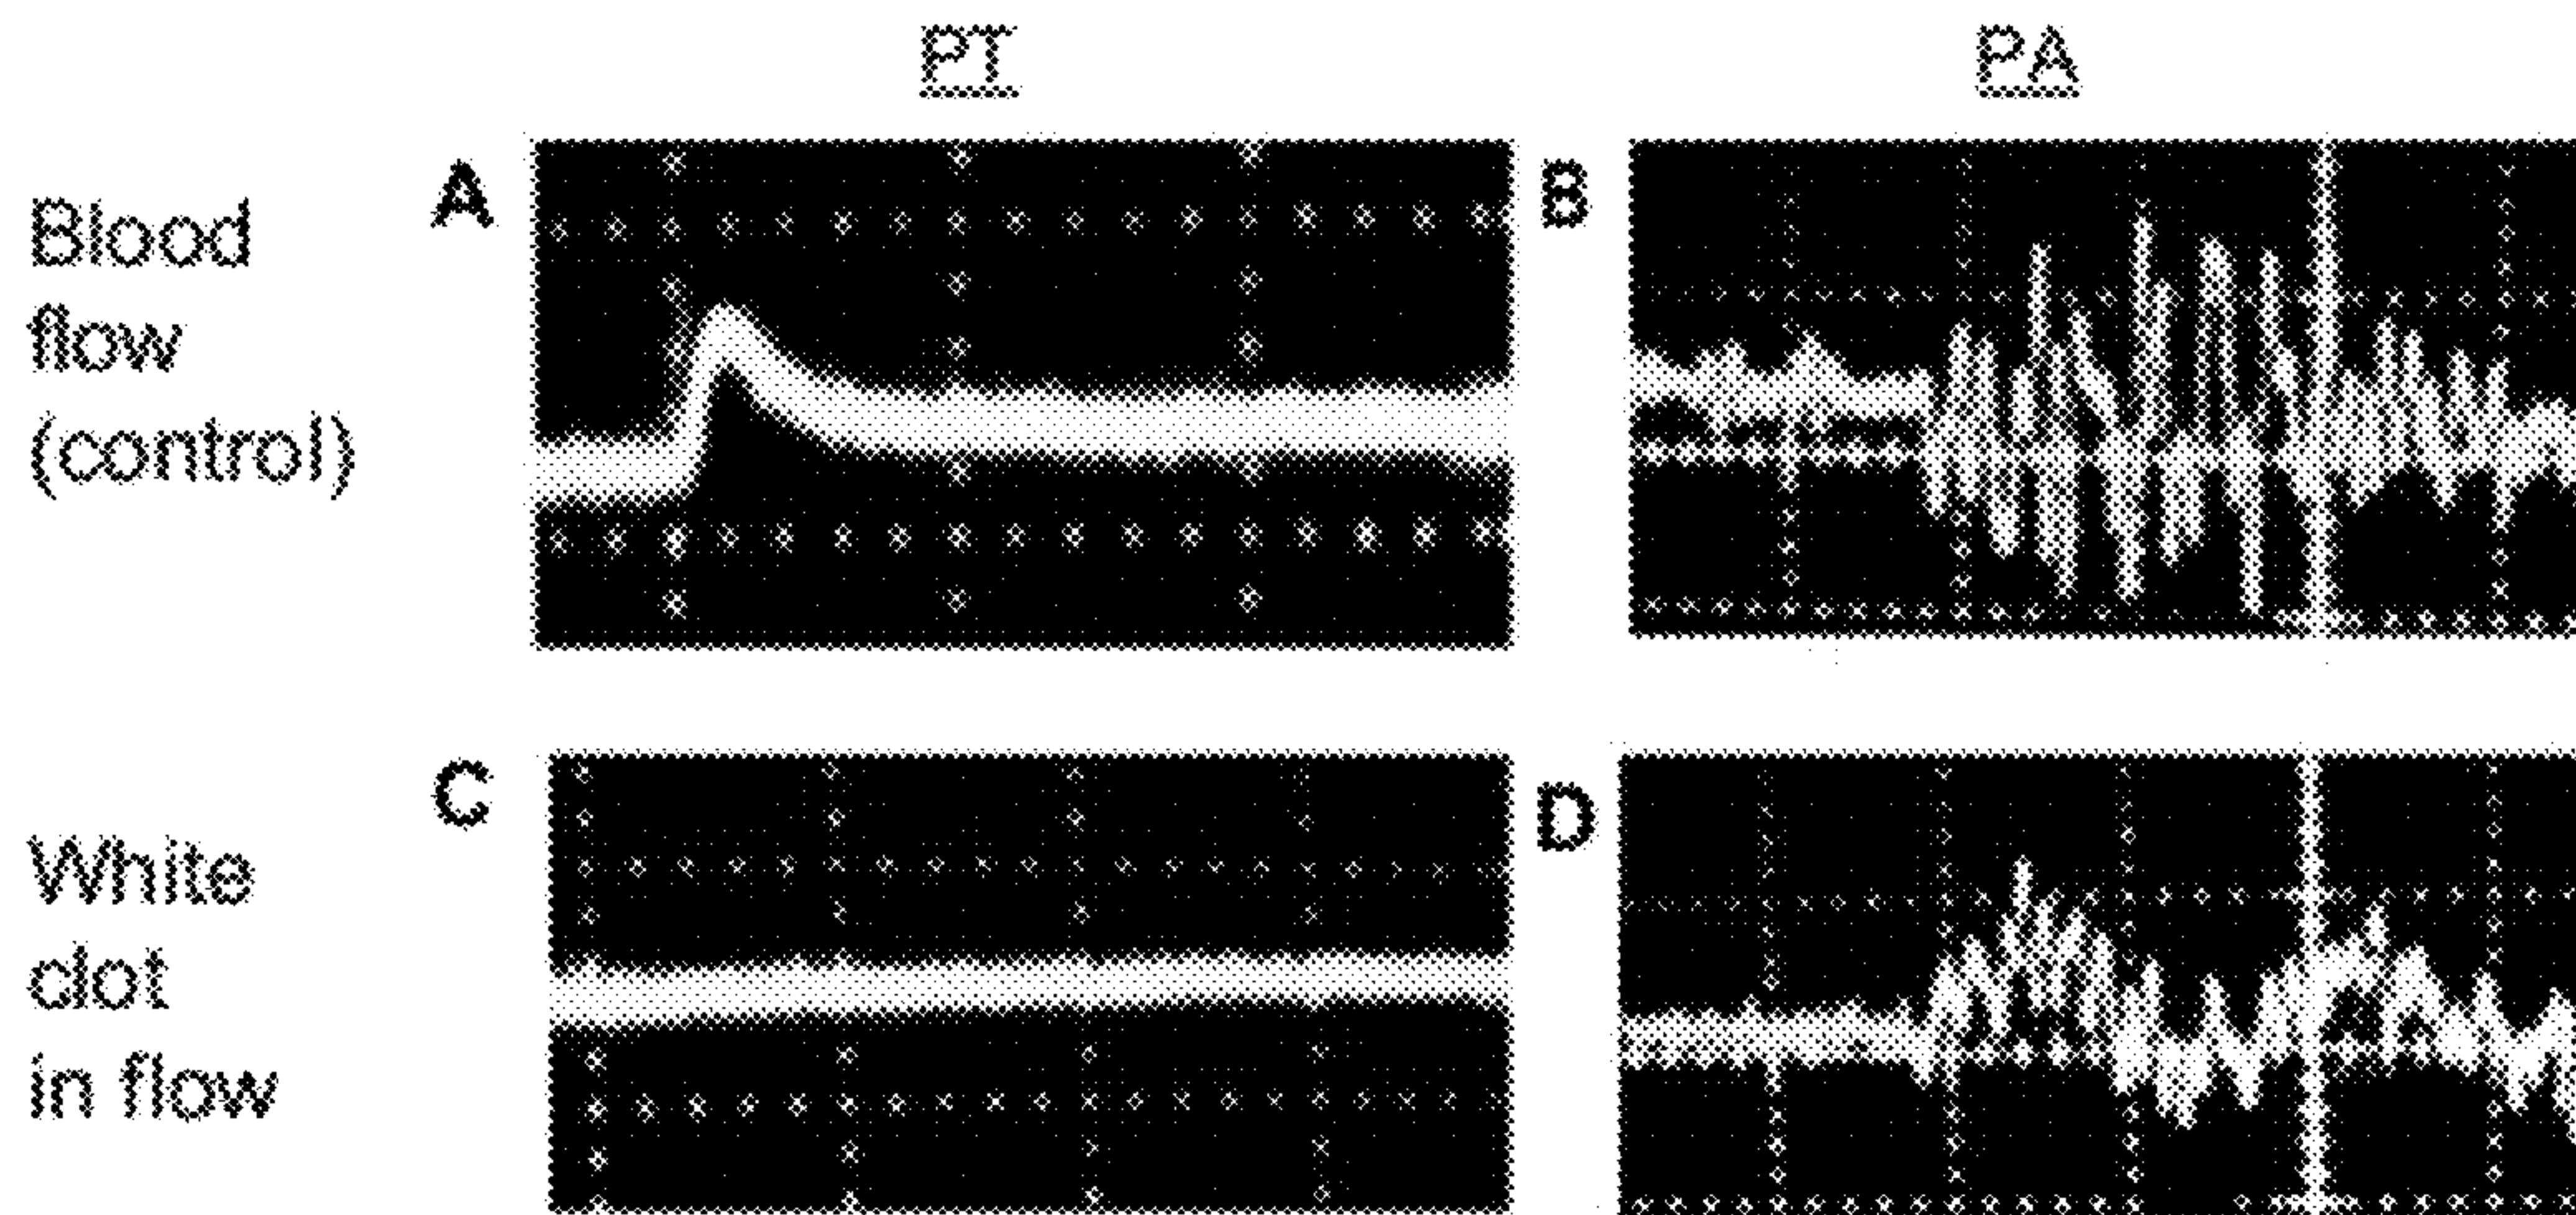 PT
PA
A
B
Blood
flow
(control)
C
D
White
clot
in flow